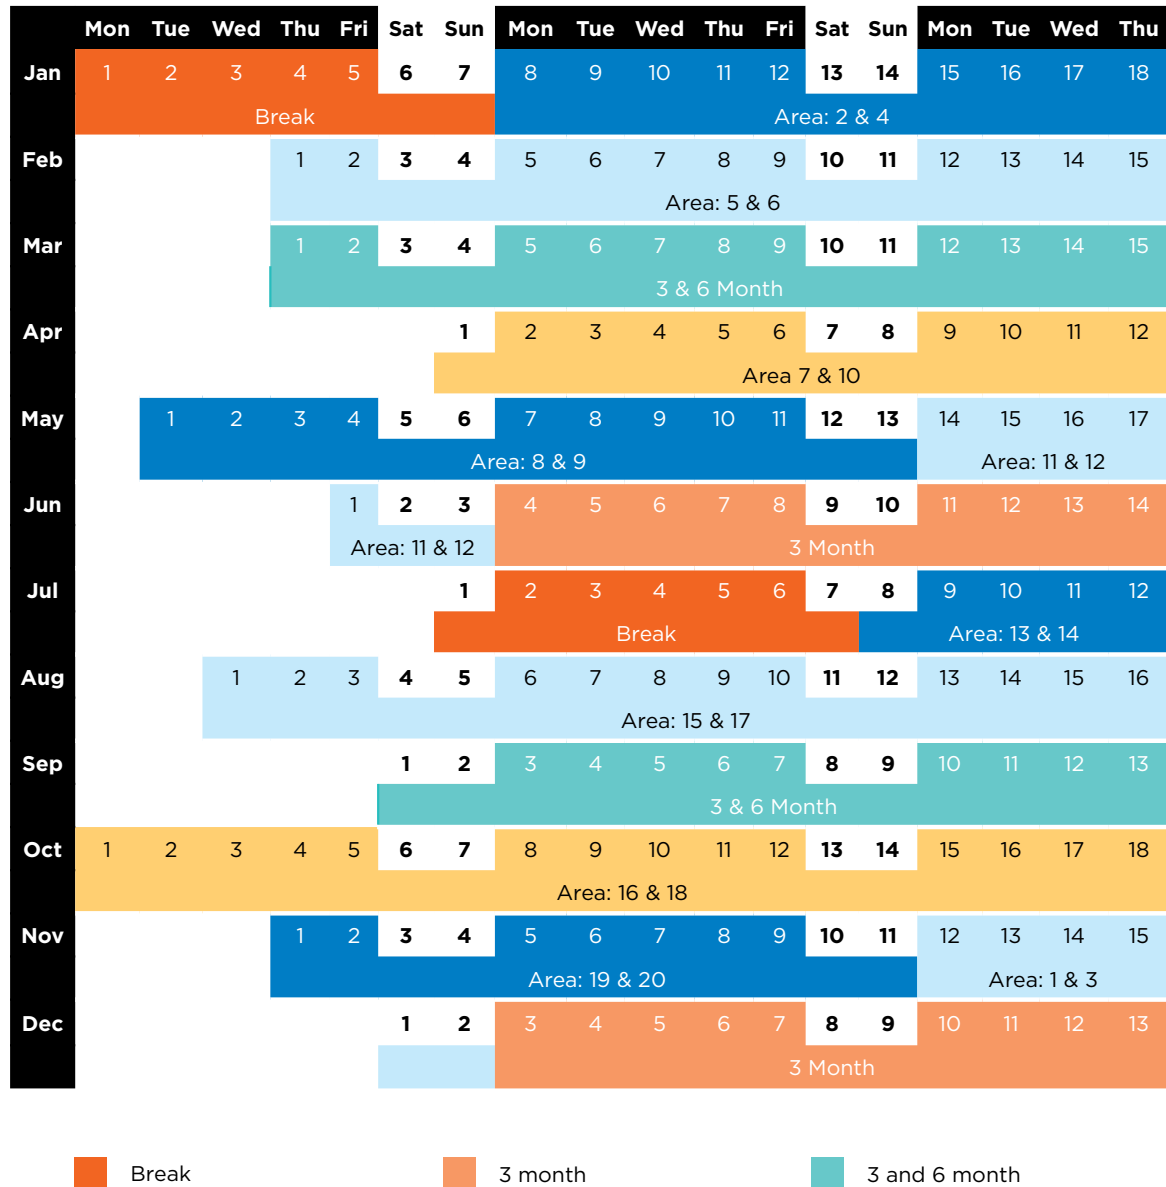 Mon Tue Wed Thu Fri Sat Sun Mon Tue Wed Thu Fri Sat Sun Mon Tue Wed Thu
Jan 1 2 3 4 5 6 7 8 9 10 11 12 13 14 15 16 17 18
Break Area: 2 & 4
Feb 1 2 3 4 5 6 7 8 9 10 11 12 13 14 15
Area: 5 & 6
Mar 1 2 3 4 5 6 7 8 9 10 11 12 13 14 15
3 & 6 Month
Apr 1 2 3 4 5 6 7 8 9 10 11 12
Area 7 & 10
May 1 2 3 4 5 6 7 8 9 10 11 12 13 14 15 16 17
Area: 8 & 9 Area: 11 & 12
Jun 1 2 3 4 5 6 7 8 9 10 11 12 13 14
Area: 11 & 12 3 Month
Jul 1 2 3 4 5 6 7 8 9 10 11 12
Break Area: 13 & 14
Aug 1 2 3 4 5 6 7 8 9 10 11 12 13 14 15 16
Area: 15 & 17
Sep 1 2 3 4 5 6 7 8 9 10 11 12 13
3 & 6 Month
Oct 1 2 3 4 5 6 7 8 9 10 11 12 13 14 15 16 17 18
Area: 16 & 18
Nov 1 2 3 4 5 6 7 8 9 10 11 12 13 14 15
Area: 19 & 20 Area: 1 & 3
Dec 1 2 3 4 5 6 7 8 9 10 11 12 13
3 Month
Break 3 month 3 and 6 month